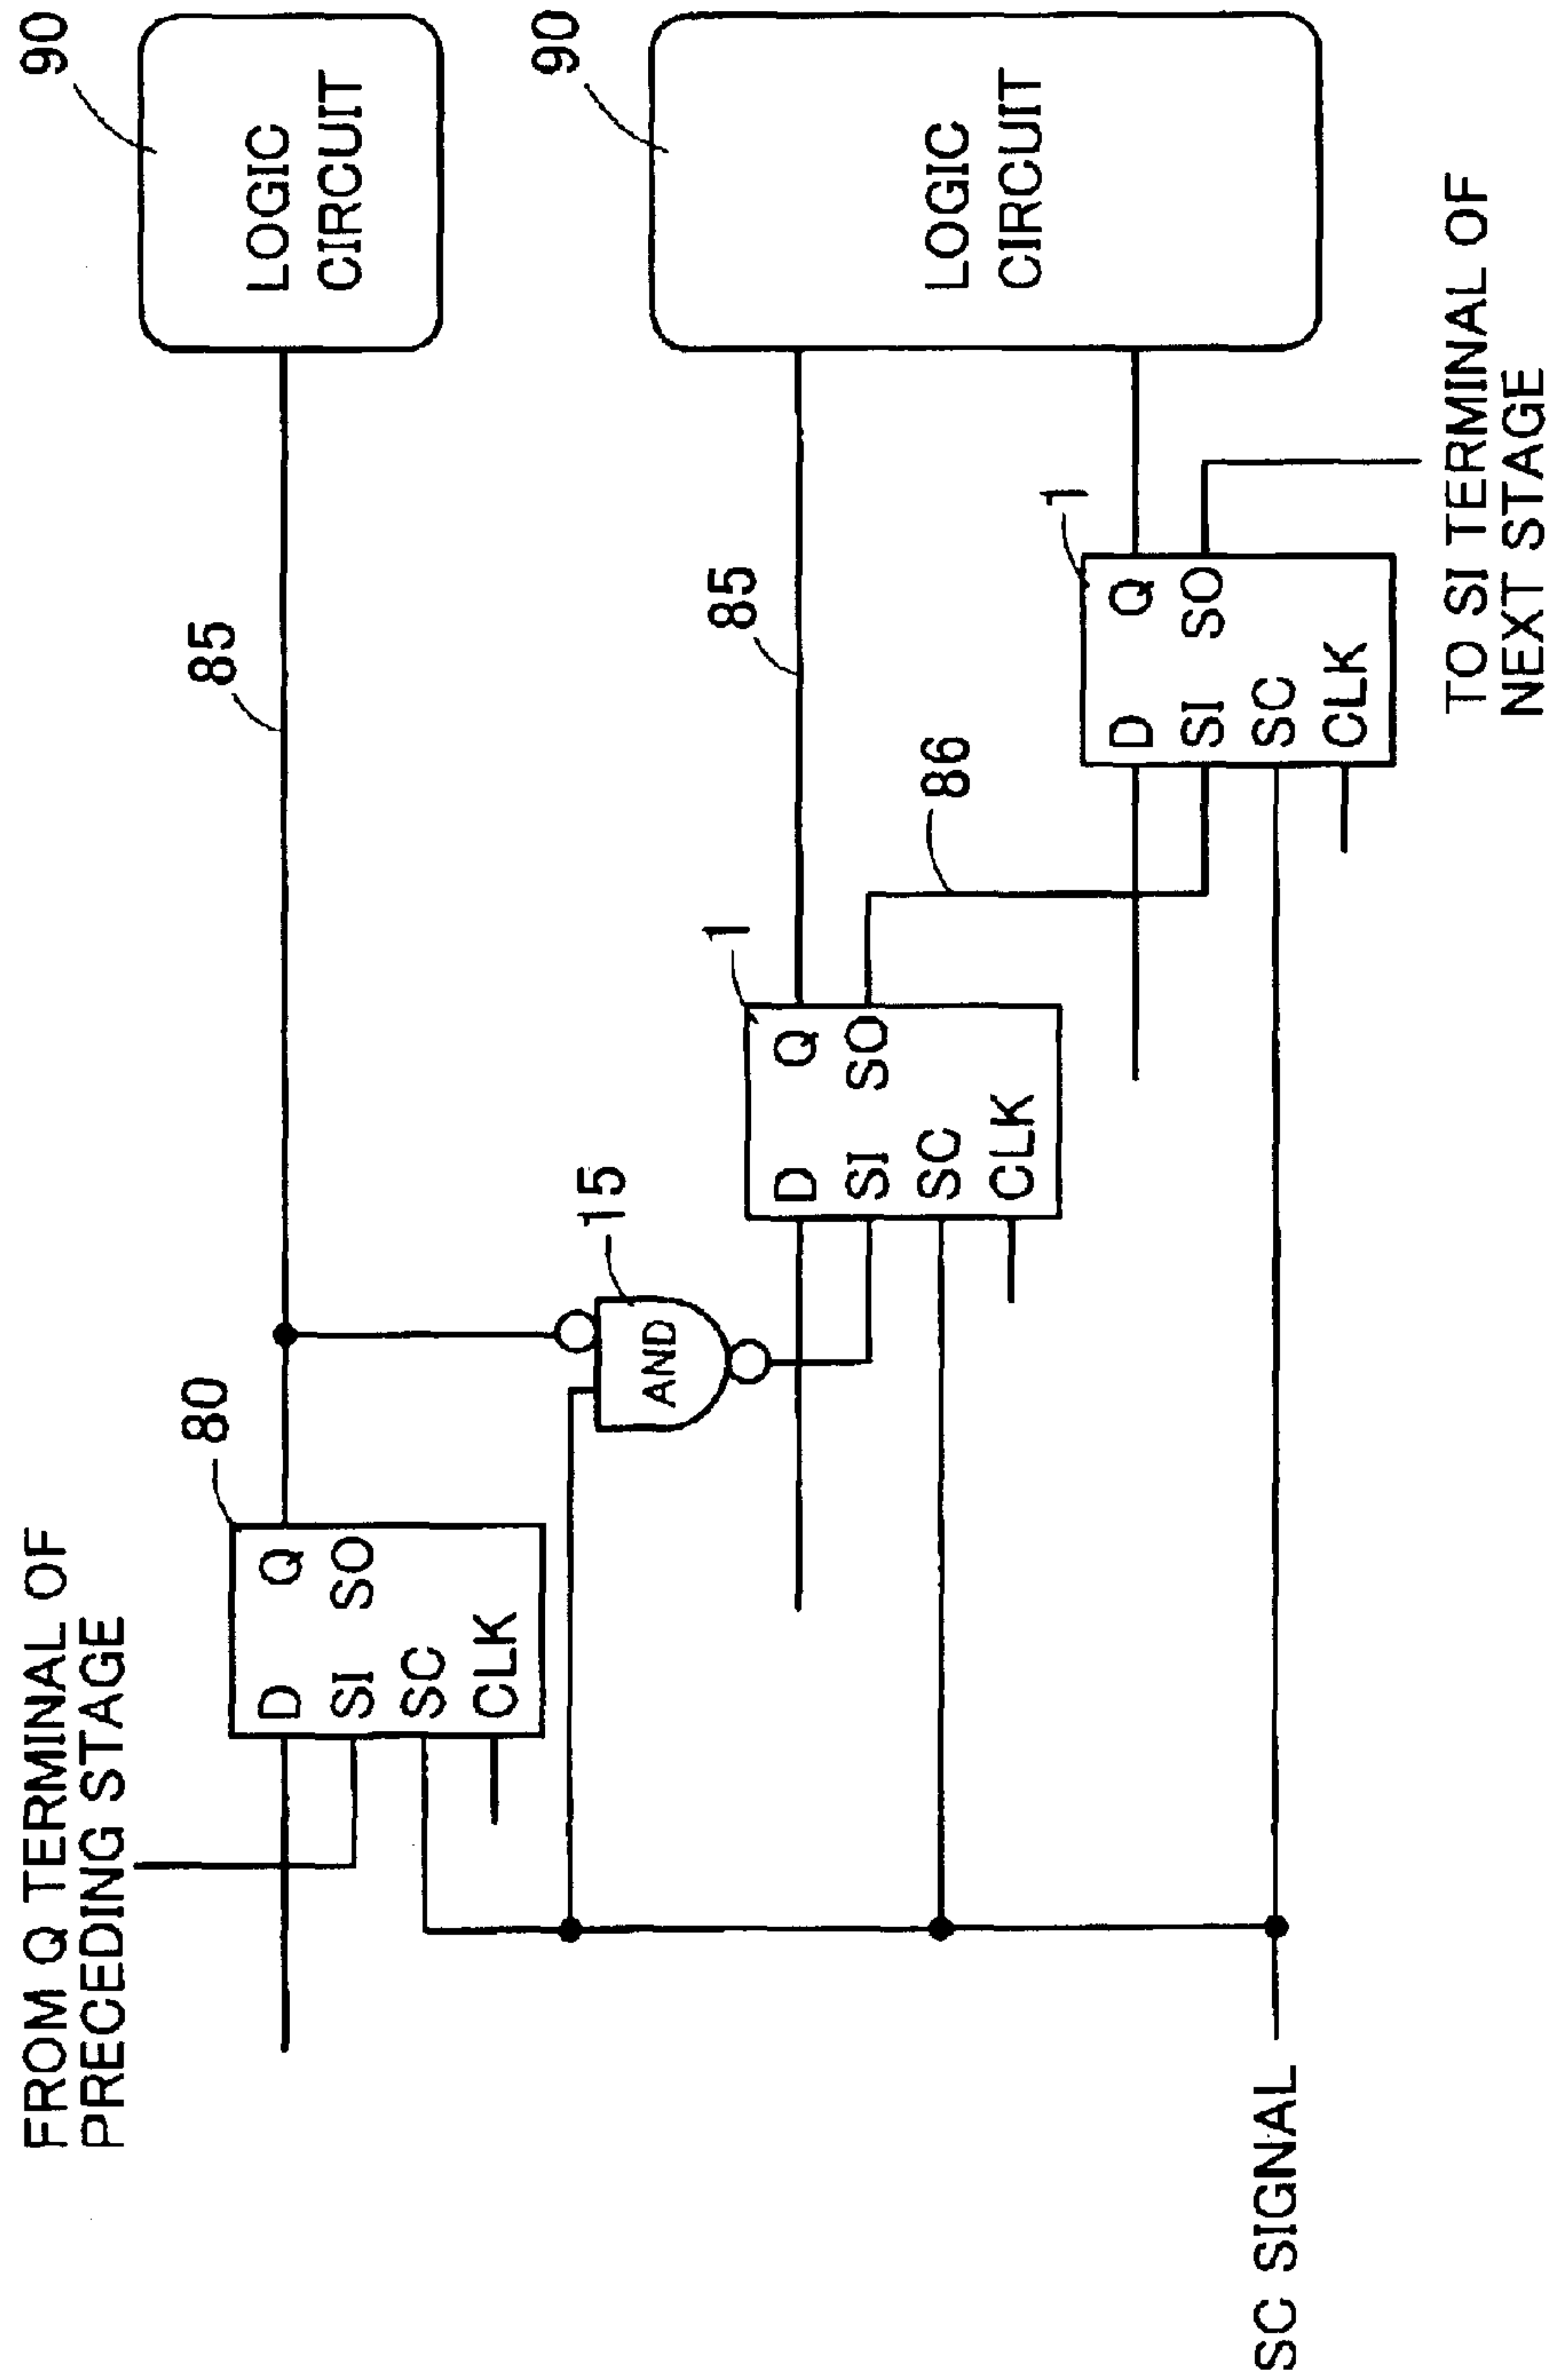 FROM Q TERMINAL OF
PRECEDING STAGE
80
D Q
SI SO
SC
CLK
85
90
LOGIC
CIRCUIT
15
AND
1
D Q
SI SO
SC
CLK
85
90
LOGIC
CIRCUIT
86
1
D Q
SI SO
SC
CLK
SC SIGNAL
TO SI TERMINAL OF
NEXT STAGE